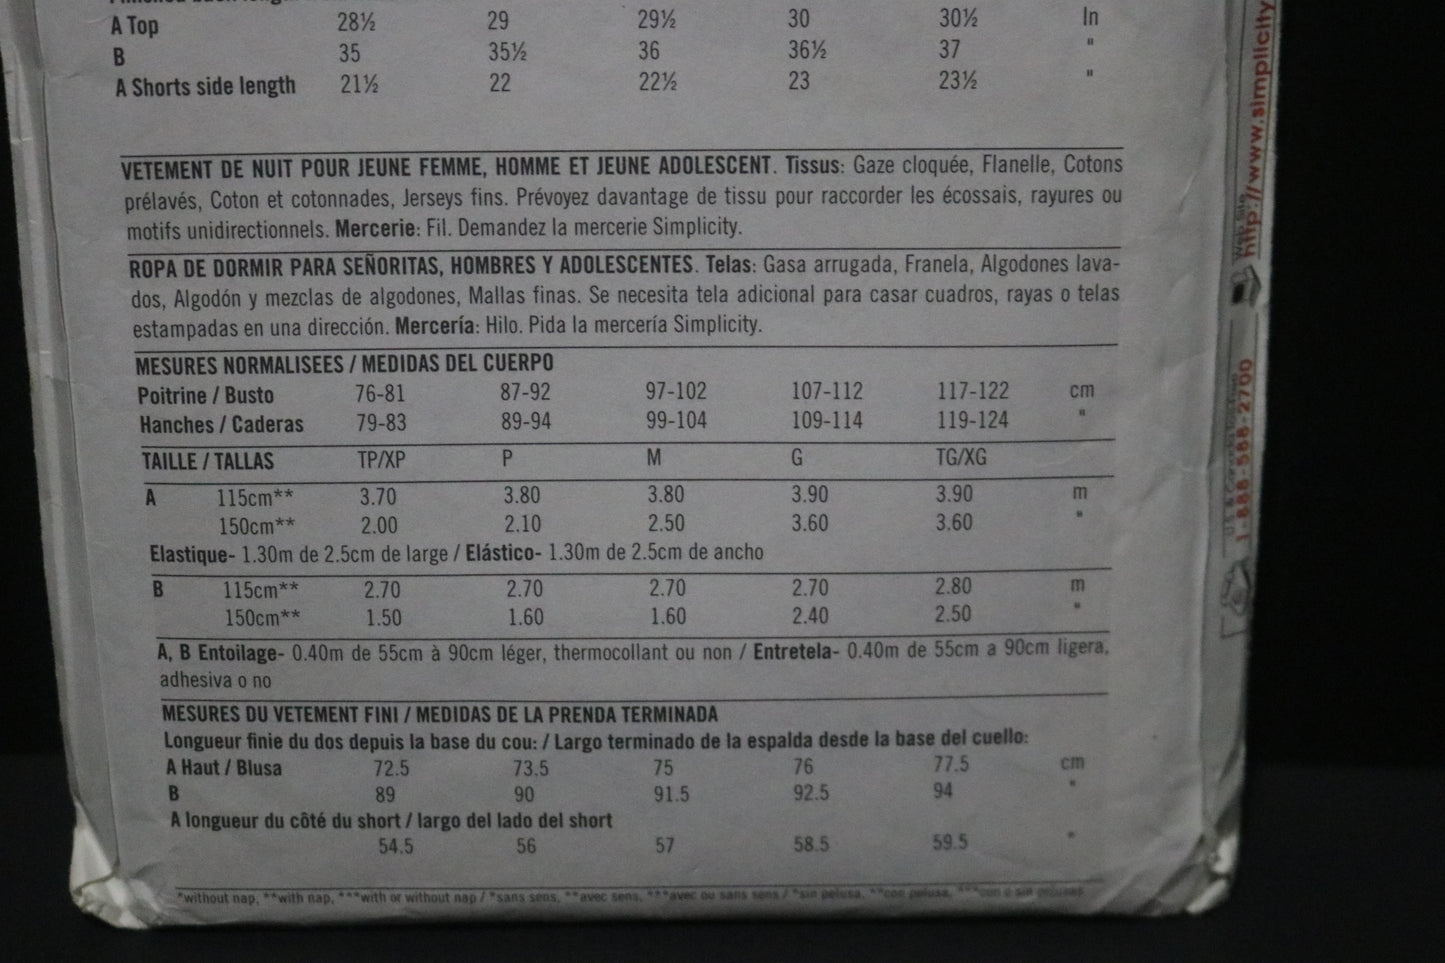 A Top 28½ 29 29½ 30 30½ In
B 35 35½ 36 36½ 37 "
A Shorts side length 21½ 22 22½ 23 23½ "
VETEMENT DE NUIT POUR JEUNE FEMME, HOMME ET JEUNE ADOLESCENT. Tissus: Gaze cloquée, Flanelle, Cotons
prélavés, Coton et cotonnades, Jerseys fins. Prévoyez davantage de tissu pour raccorder les écossais, rayures ou
motifs unidirectionnels. Mercerie: Fil. Demandez la mercerie Simplicity.
ROPA DE DORMIR PARA SEÑORITAS, HOMBRES Y ADOLESCENTES. Telas: Gasa arrugada, Franela, Algodones lava-
dos, Algodón y mezclas de algodones, Mallas finas. Se necesita tela adicional para casar cuadros, rayas o telas
estampadas en una dirección. Mercería: Hilo. Pida la mercería Simplicity.
MESURES NORMALISEES / MEDIDAS DEL CUERPO
Poitrine / Busto 76-81 87-92 97-102 107-112 117-122 cm
Hanches / Caderas 79-83 89-94 99-104 109-114 119-124 "
TAILLE / TALLAS TP/XP P M G TG/XG
A 115cm** 3.70 3.80 3.80 3.90 3.90 m
150cm** 2.00 2.10 2.50 3.60 3.60 "
Elastique- 1.30m de 2.5cm de large / Elástico- 1.30m de 2.5cm de ancho
B 115cm** 2.70 2.70 2.70 2.70 2.80 m
150cm** 1.50 1.60 1.60 2.40 2.50 "
A, B Entoilage- 0.40m de 55cm à 90cm léger, thermocollant ou non / Entretela- 0.40m de 55cm a 90cm ligera,
adhesiva o no
MESURES DU VETEMENT FINI / MEDIDAS DE LA PRENDA TERMINADA
Longueur finie du dos depuis la base du cou: / Largo terminado de la espalda desde la base del cuello:
A Haut / Blusa 72.5 73.5 75 76 77.5 cm
B 89 90 91.5 92.5 94 "
A longueur du côté du short / largo del lado del short
54.5 56 57 58.5 59.5 "
*without nap, **with nap, ***with or without nap / *sans sens, **avec sens, ***avec ou sans sens / *sin pelusa, **con pelusa, ***con o sin pelusas
Web Site
http://www.simplicity
1-888-588-2700